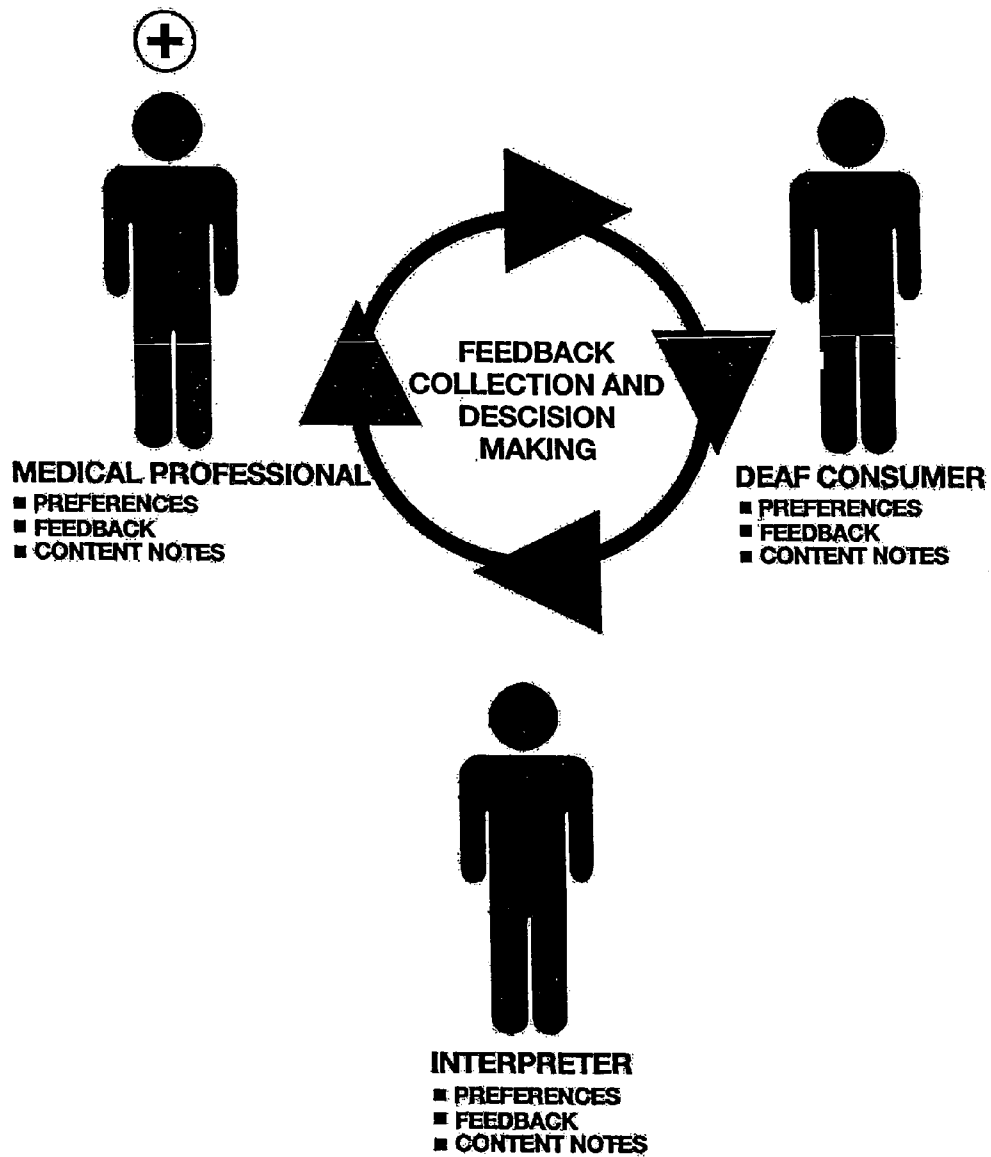 FEEDBACK
COLLECTION AND
DESCISION
MAKING
MEDICAL PROFESSIONAL
■ PREFERENCES
■ FEEDBACK
■ CONTENT NOTES
DEAF CONSUMER
■ PREFERENCES
■ FEEDBACK
■ CONTENT NOTES
INTERPRETER
■ PREFERENCES
■ FEEDBACK
■ CONTENT NOTES